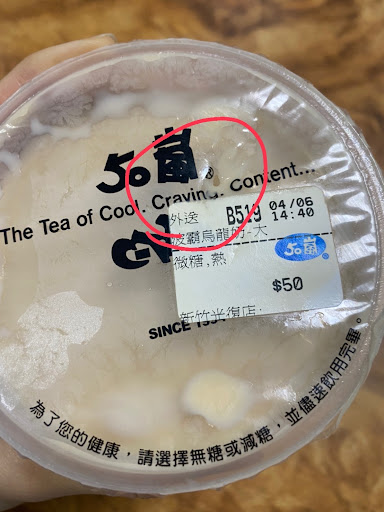 50嵐®
The Tea of Cool. Craving. Content...
外送 B519 04/06
14:40
波霸烏龍奶-大
50嵐
微糖,熱
$50
新竹光復店
SINCE 1994
為了您的健康，請選擇無糖或減糖，並儘速飲用完畢。